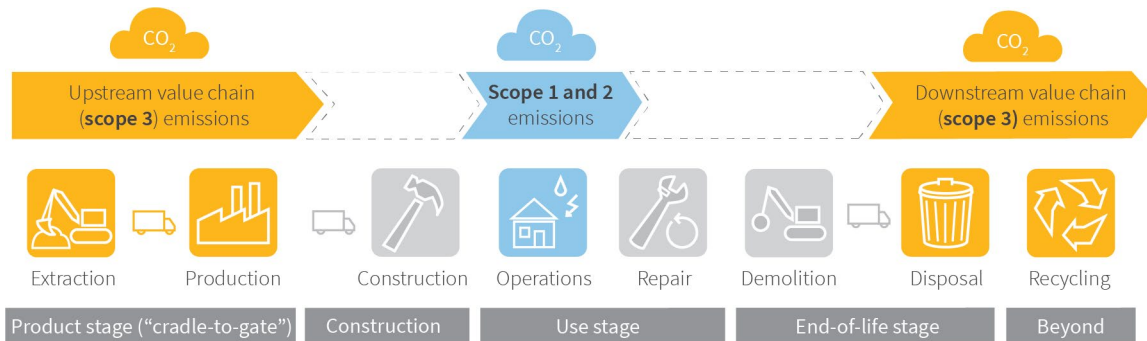 CO2
CO2
CO2
Upstream value chain
(scope 3) emissions
Scope 1 and 2
emissions
Downstream value chain
(scope 3) emissions
Extraction
Production
Construction
Operations
Repair
Demolition
Disposal
Recycling
Product stage (“cradle-to-gate”)
Construction
Use stage
End-of-life stage
Beyond